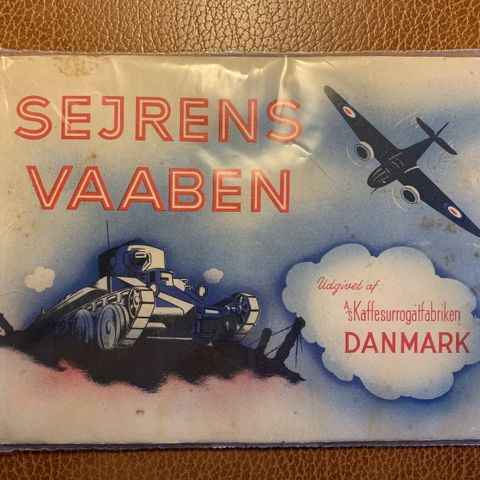 SEJRENS
VAABEN
Udgivet af:
A/S Kaffesurrogatfabriken
DANMARK